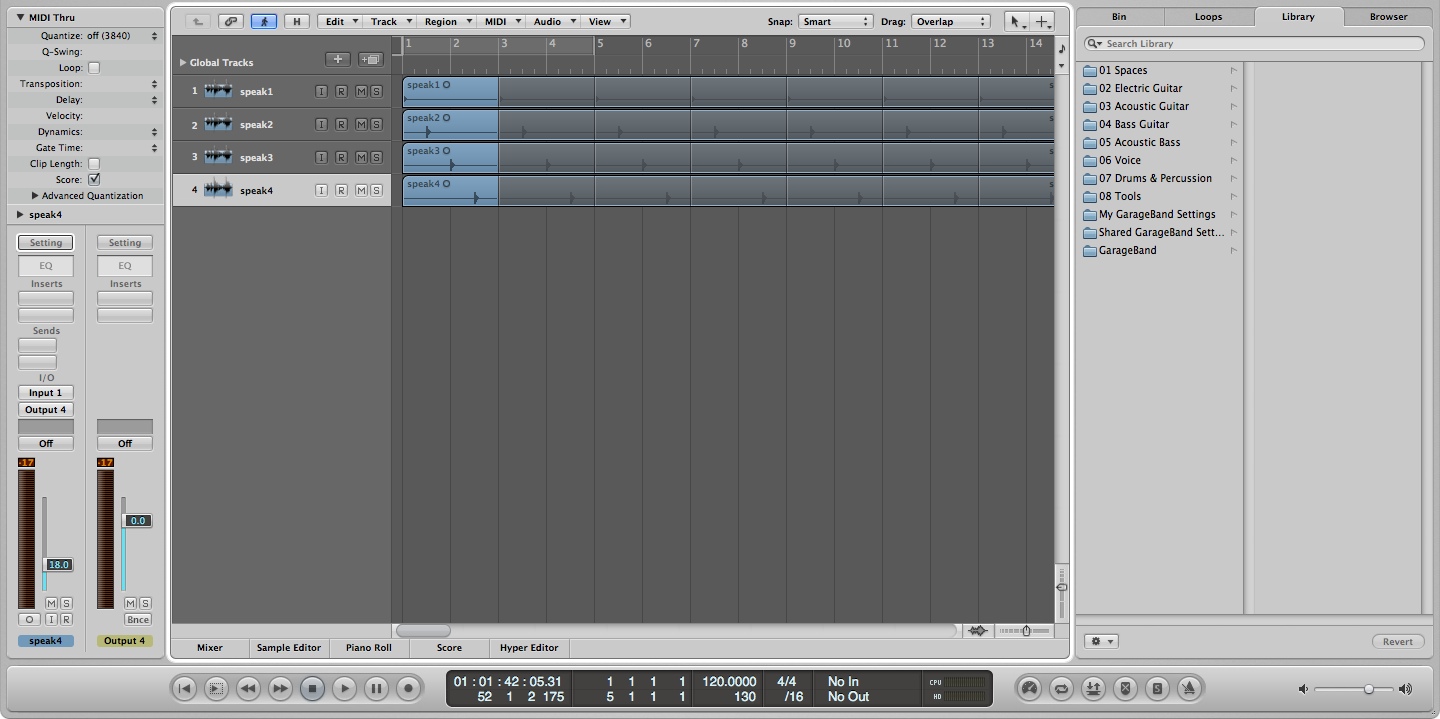 MIDI Thru
Quantize: off (3840)
Q-Swing:
Loop:
Transposition:
Delay:
Velocity:
Dynamics:
Gate Time:
Clip Length:
Score:
Advanced Quantization
speak4
Setting Setting
EQ EQ
Inserts Inserts
Sends
I/O
Input 1
Output 4
Off Off
-17 -17
0.0
18.0
M S M S
O I R Bnce
speak4 Output 4
H Edit Track Region MIDI Audio View Snap: Smart Drag: Overlap
1 2 3 4 5 6 7 8 9 10 11 12 13 14
Global Tracks
1 speak1 I R M S speak1 O s
2 speak2 I R M S speak2 O s
3 speak3 I R M S speak3 O s
4 speak4 I R M S speak4 O s
Mixer Sample Editor Piano Roll Score Hyper Editor
Bin Loops Library Browser
Search Library
01 Spaces
02 Electric Guitar
03 Acoustic Guitar
04 Bass Guitar
05 Acoustic Bass
06 Voice
07 Drums & Percussion
08 Tools
My GarageBand Settings
Shared GarageBand Sett...
GarageBand
Revert
01 : 01 : 42 : 05.31 1 1 1 1 120.0000 4/4 No In CPU
52 1 2 175 5 1 1 1 130 /16 No Out HD
S